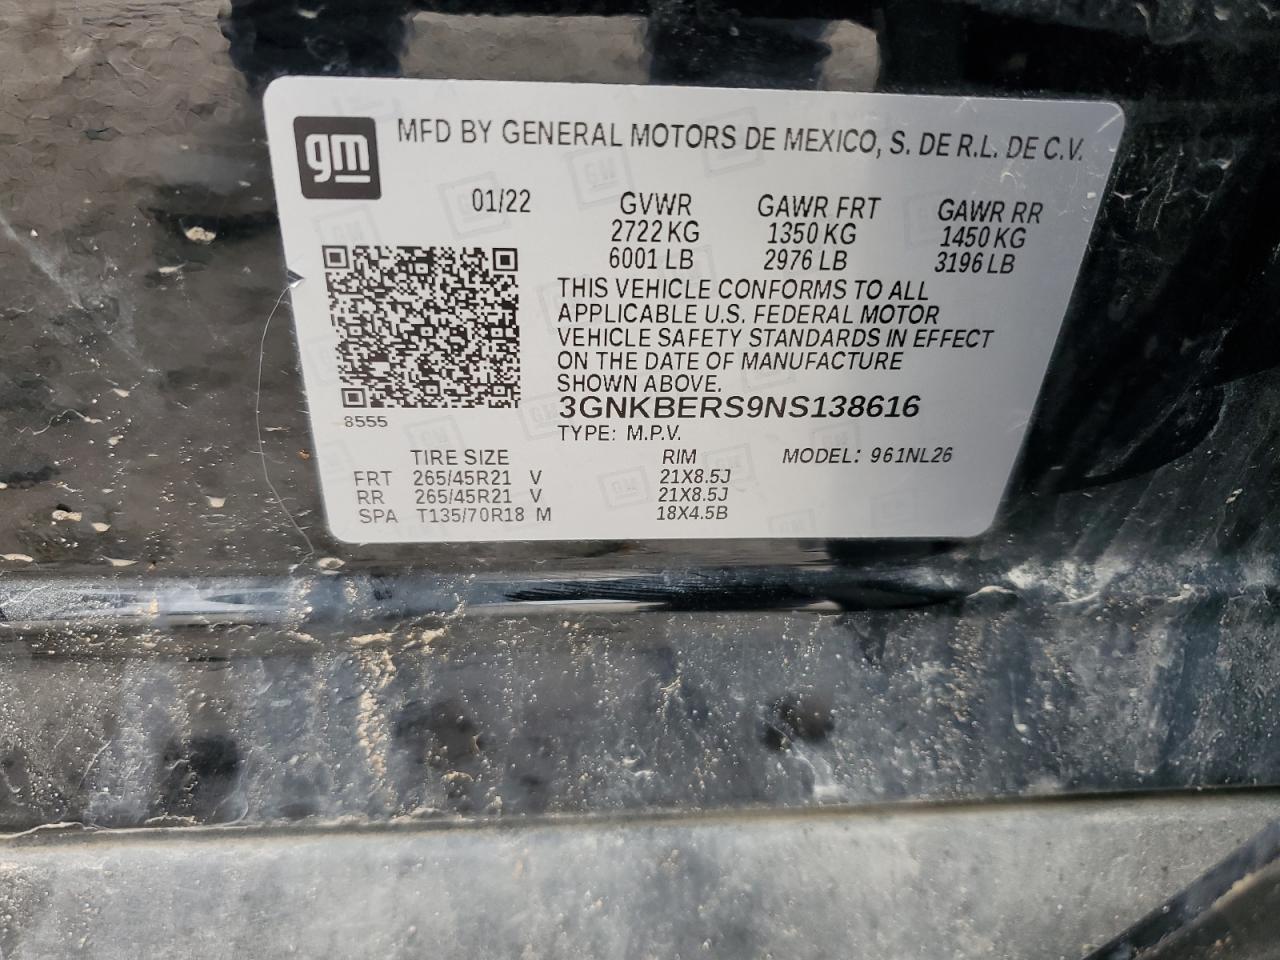 gm
MFD BY GENERAL MOTORS DE MEXICO, S. DE R.L. DE C.V.
01/22 GVWR GAWR FRT GAWR RR
2722 KG 1350 KG 1450 KG
6001 LB 2976 LB 3196 LB
THIS VEHICLE CONFORMS TO ALL
APPLICABLE U.S. FEDERAL MOTOR
VEHICLE SAFETY STANDARDS IN EFFECT
ON THE DATE OF MANUFACTURE
SHOWN ABOVE.
3GNKBERS9NS138616
8555
TYPE: M.P.V.
TIRE SIZE RIM MODEL: 961NL26
FRT 265/45R21 V 21X8.5J
RR 265/45R21 V 21X8.5J
SPA T135/70R18 M 18X4.5B